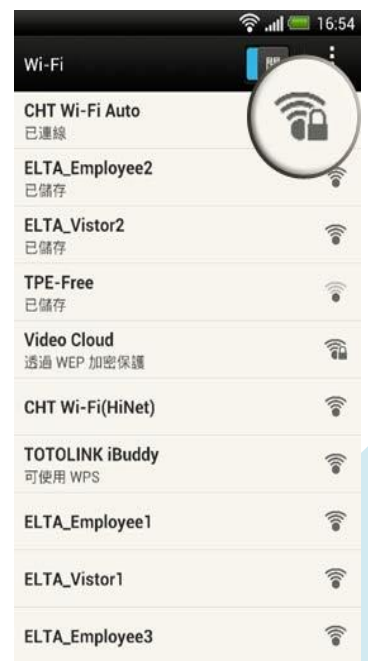 16:54
Wi-Fi
CHT Wi-Fi Auto
已連線
ELTA_Employee2
已儲存
ELTA_Vistor2
已儲存
TPE-Free
已儲存
Video Cloud
透過 WEP 加密保護
CHT Wi-Fi(HiNet)
TOTOLINK iBuddy
可使用 WPS
ELTA_Employee1
ELTA_Vistor1
ELTA_Employee3